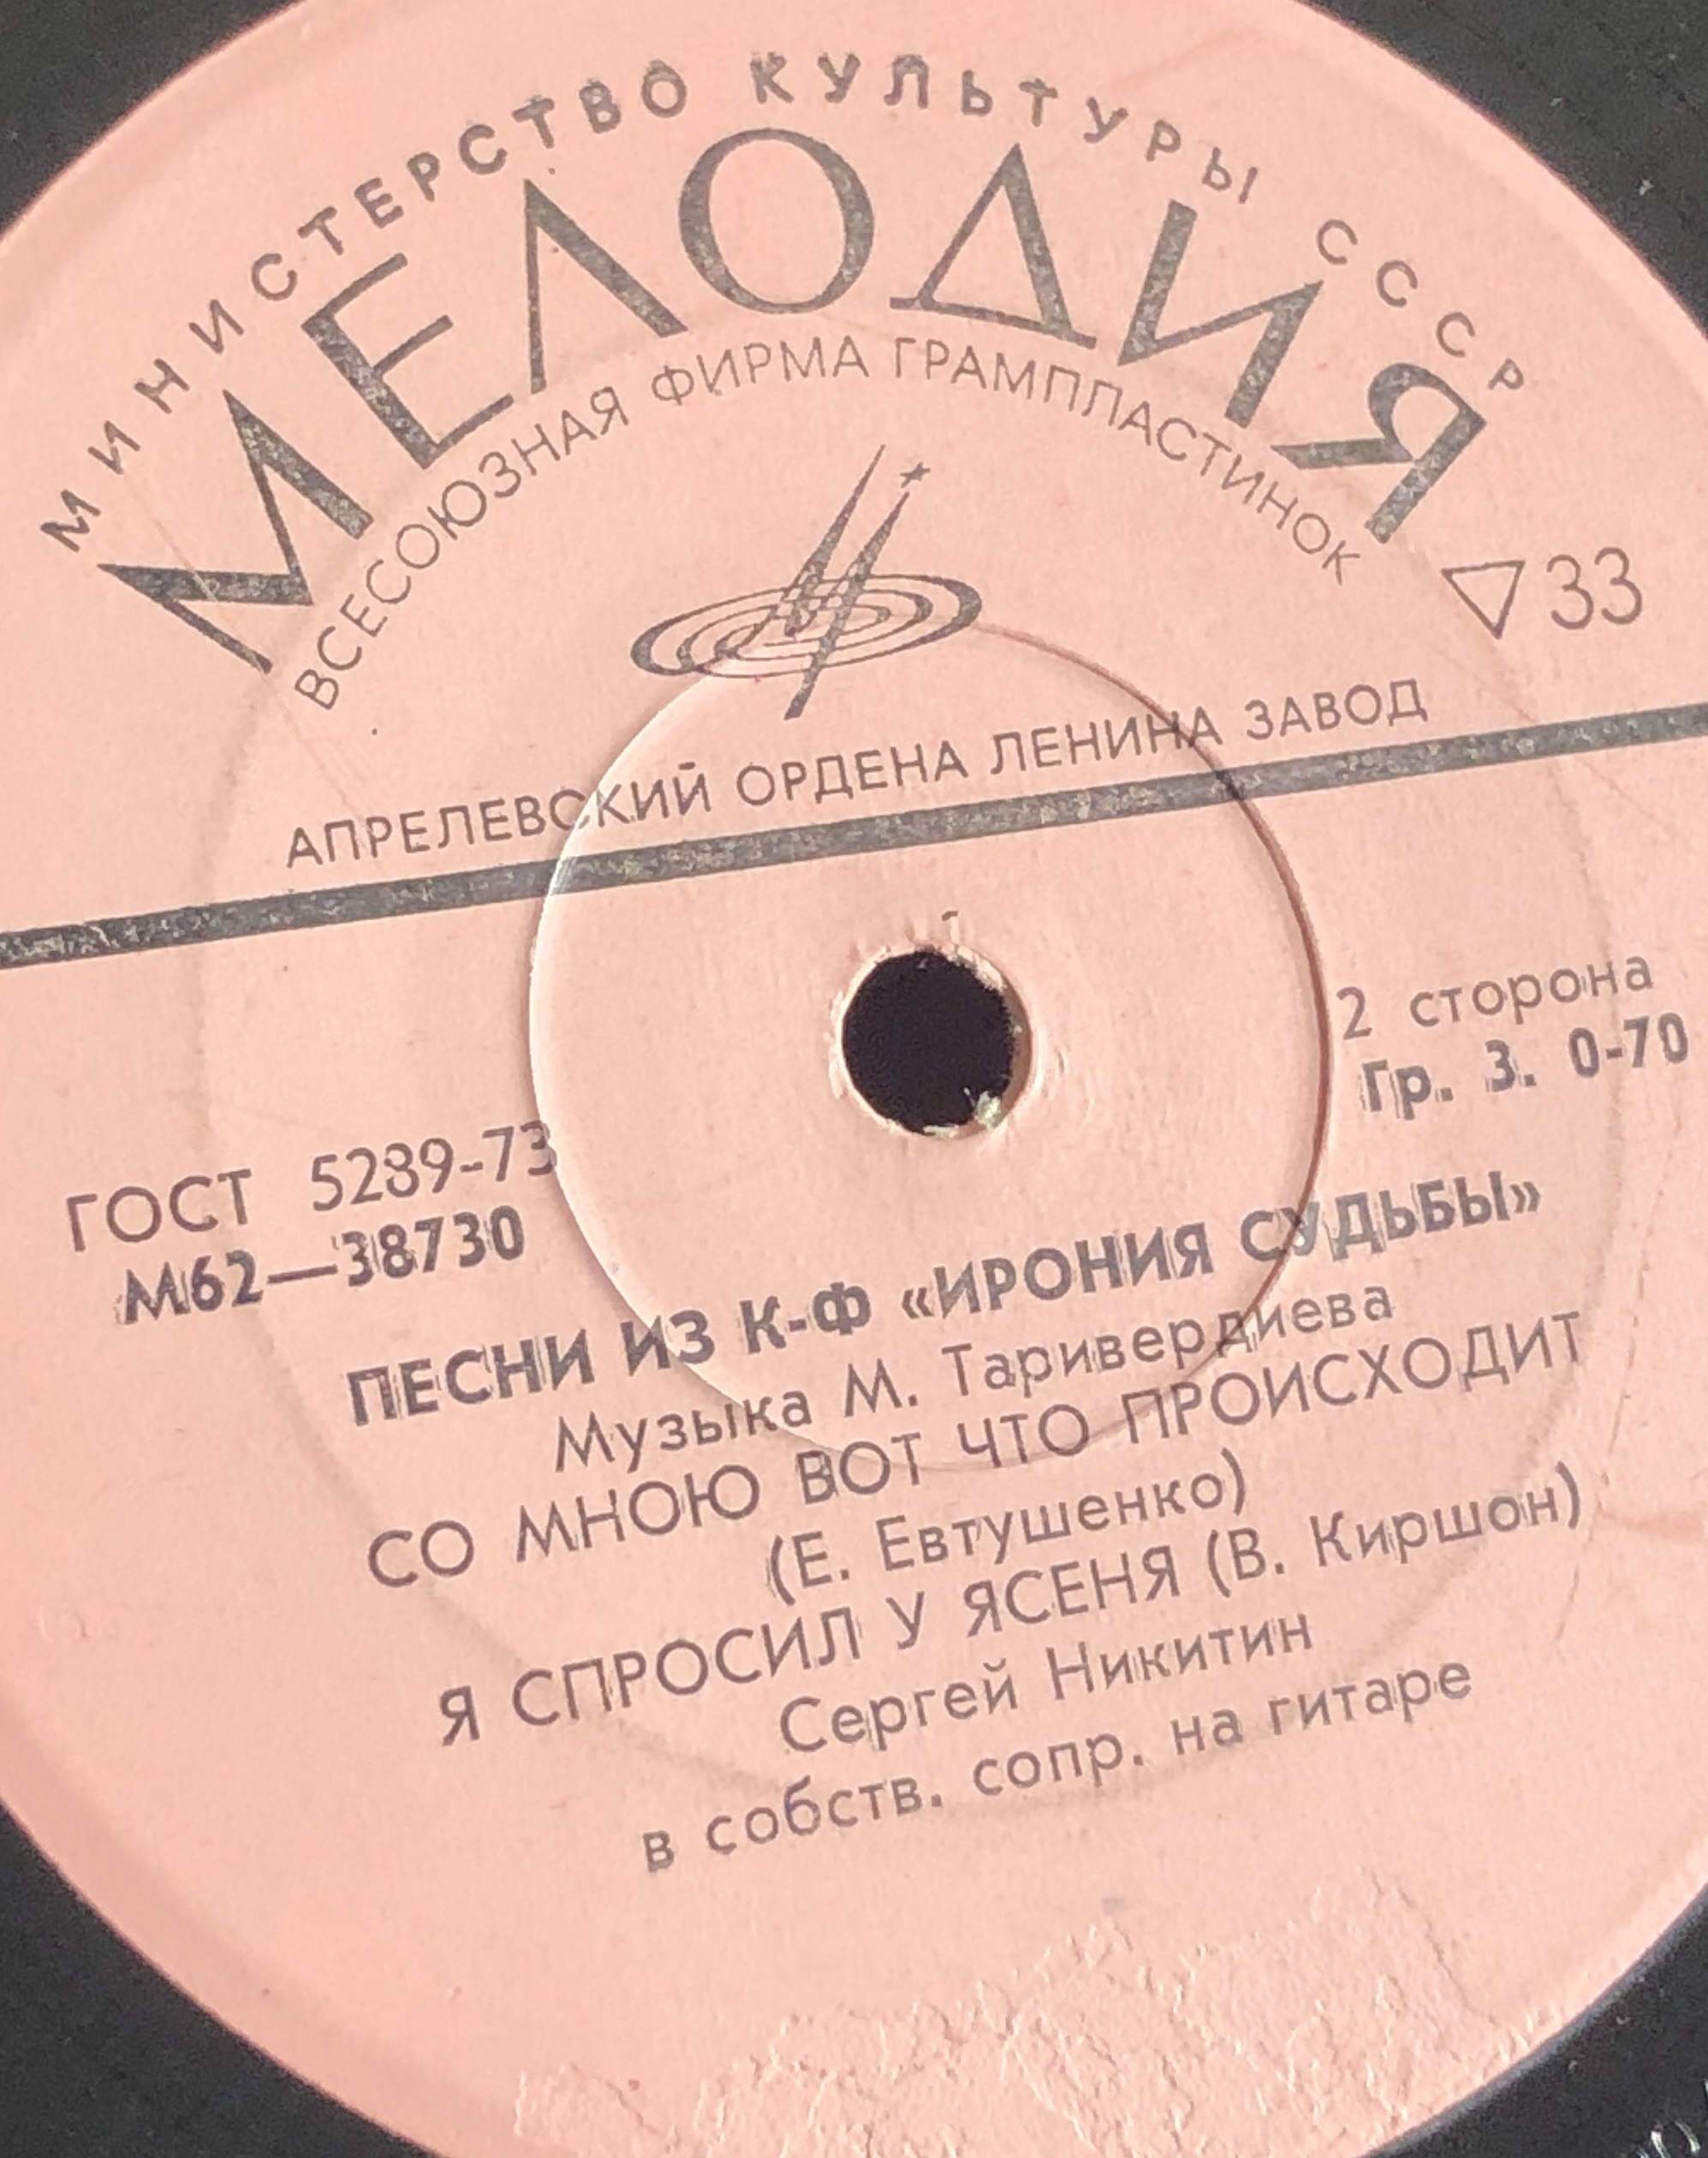 МИНИСТЕРСТВО КУЛЬТУРЫ СССР
МЕЛОДИЯ
ВСЕСОЮЗНАЯ ФИРМА ГРАМПЛАСТИНОК
▽33
АПРЕЛЕВСКИЙ ОРДЕНА ЛЕНИНА ЗАВОД
2 сторона
Гр. 3. 0-70
ГОСТ 5289-73
М62—38730
ПЕСНИ ИЗ К-Ф «ИРОНИЯ СУДЬБЫ»
Музыка М. Таривердиева
СО МНОЮ ВОТ ЧТО ПРОИСХОДИТ
(Е. Евтушенко)
Я СПРОСИЛ У ЯСЕНЯ (В. Киршон)
Сергей Никитин
в собств. сопр. на гитаре